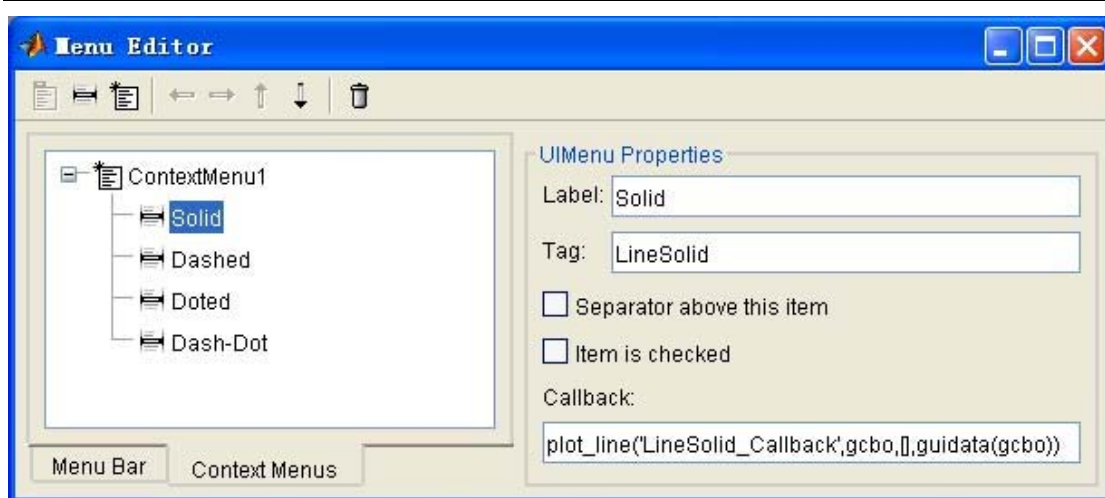 Menu Editor
ContextMenu1
Solid
Dashed
Doted
Dash-Dot
Menu Bar
Context Menus
UIMenu Properties
Label: Solid
Tag: LineSolid
Separator above this item
Item is checked
Callback:
plot_line('LineSolid_Callback',gcbo,[],guidata(gcbo))